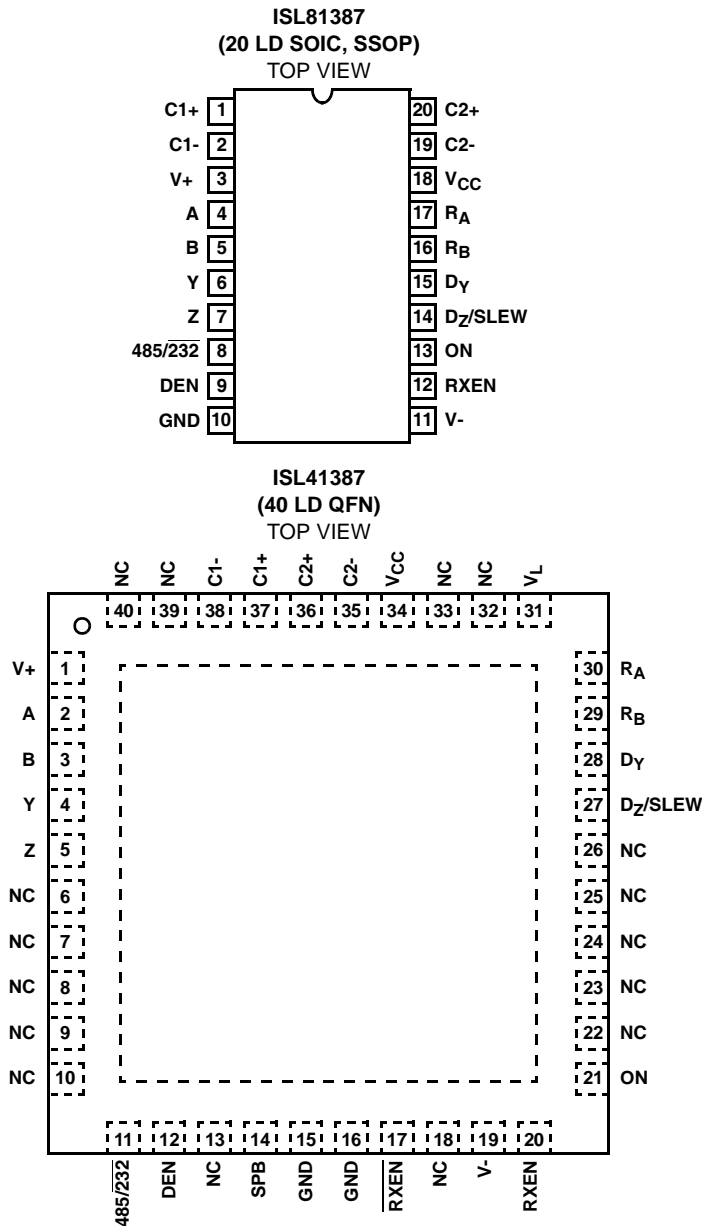 ISL81387
(20 LD SOIC, SSOP)
TOP VIEW
C1+ 1 20 C2+
C1- 2 19 C2-
V+ 3 18 VCC
A 4 17 RA
B 5 16 RB
Y 6 15 DY
Z 7 14 DZ/SLEW
485/232 8 13 ON
DEN 9 12 RXEN
GND 10 11 V-
ISL41387
(40 LD QFN)
TOP VIEW
NC NC C1- C1+ C2+ C2- VCC NC NC VL
40 39 38 37 36 35 34 33 32 31
V+ 1 30 RA
A 2 29 RB
B 3 28 DY
Y 4 27 DZ/SLEW
Z 5 26 NC
NC 6 25 NC
NC 7 24 NC
NC 8 23 NC
NC 9 22 NC
NC 10 21 ON
11 12 13 14 15 16 17 18 19 20
485/232 DEN NC SPB GND GND RXEN NC V- RXEN